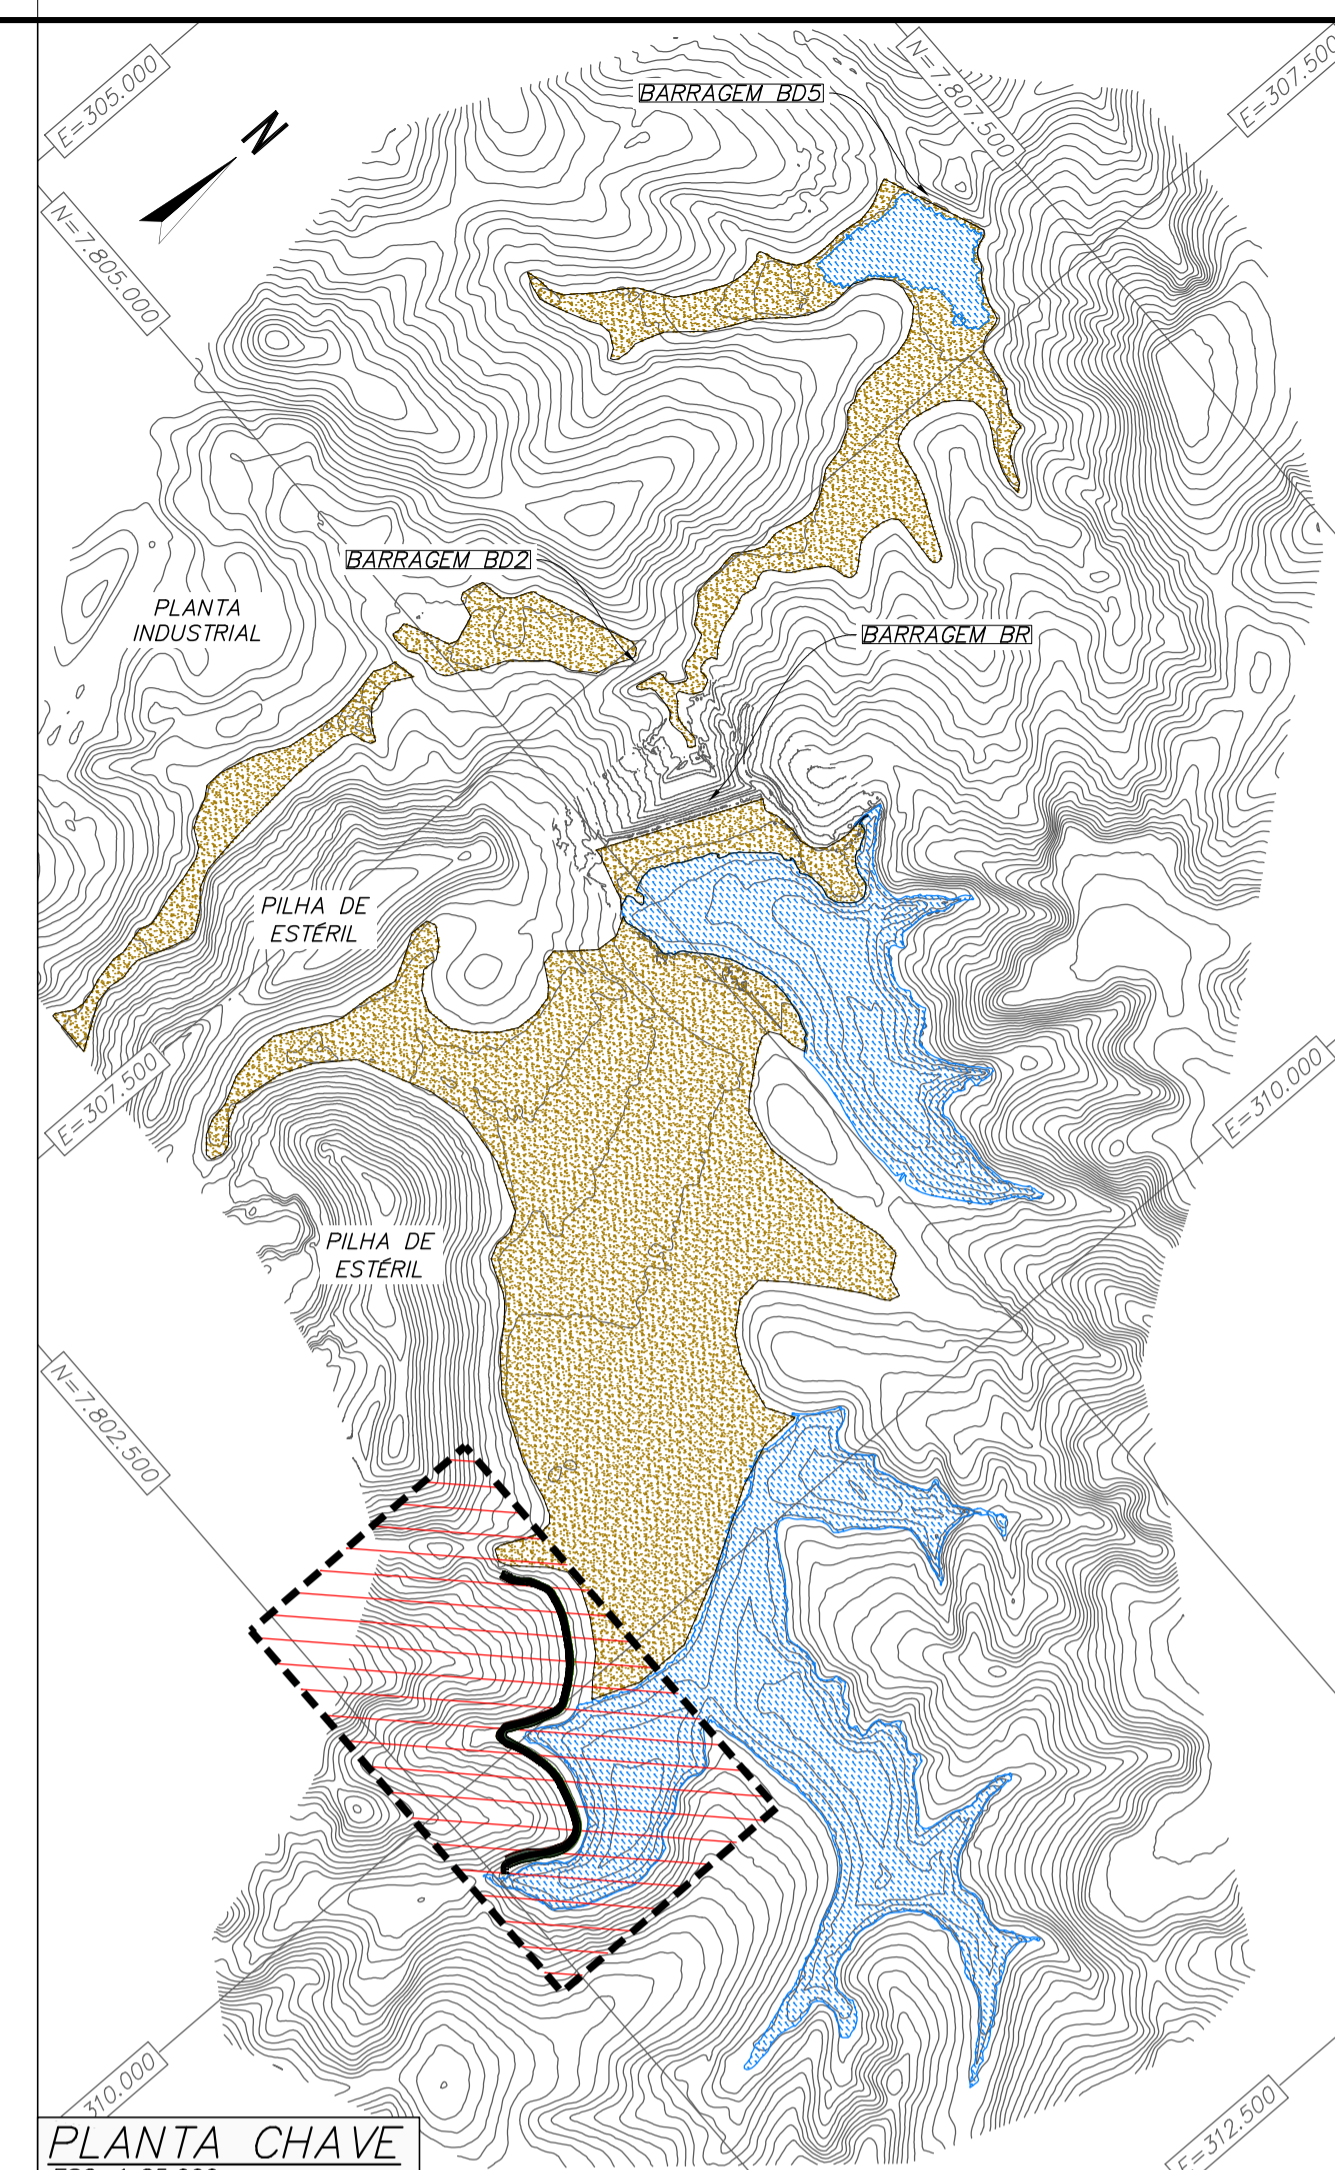 E=305.000
N=7.807.500
E=307.500
BARRAGEM BD5
N
N=7.805.000
BARRAGEM BD2
PLANTA
INDUSTRIAL
BARRAGEM BR
PILHA DE
ESTÉRIL
E=307.500
E=310.000
PILHA DE
ESTÉRIL
N=7.802.500
310.000
E=312.500
PLANTA CHAVE